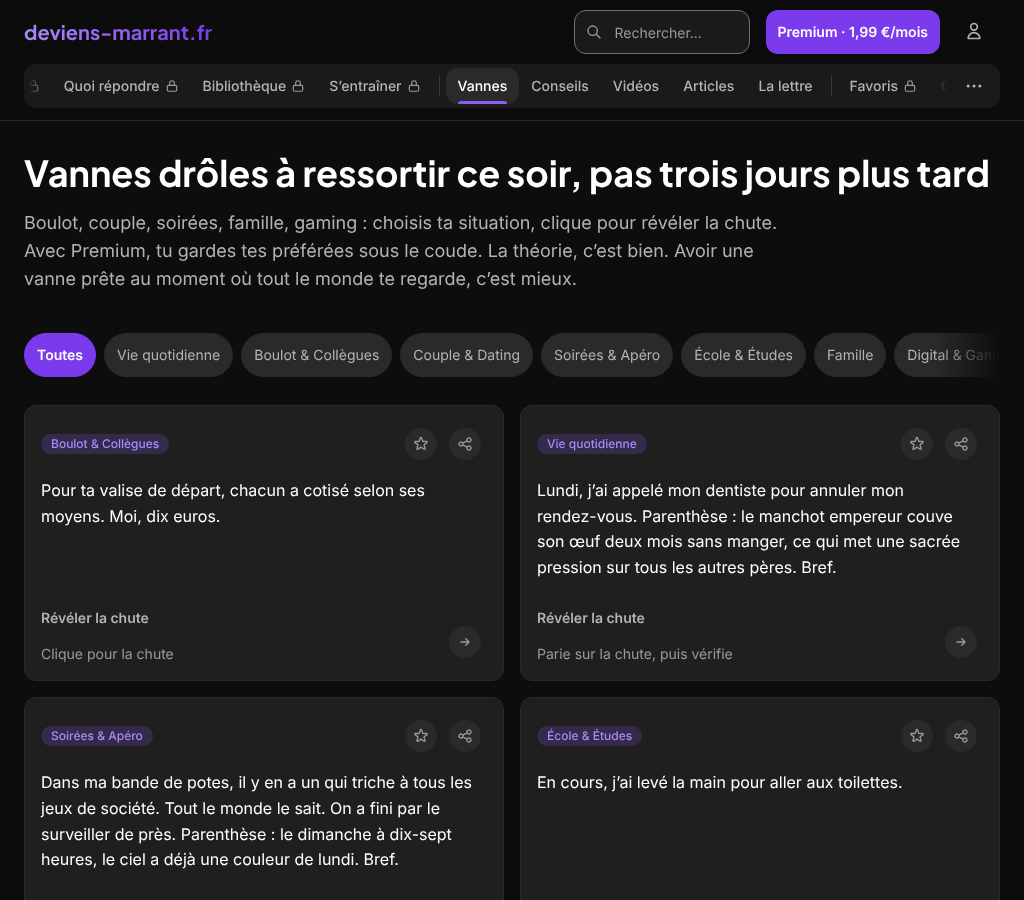 deviens-marrant.fr
Rechercher...
Premium · 1,99 €/mois
Quoi répondre
Bibliothèque
S’entraîner
Vannes
Conseils
Vidéos
Articles
La lettre
Favoris
Vannes drôles à ressortir ce soir, pas trois jours plus tard
Boulot, couple, soirées, famille, gaming : choisis ta situation, clique pour révéler la chute.
Avec Premium, tu gardes tes préférées sous le coude. La théorie, c’est bien. Avoir une
vanne prête au moment où tout le monde te regarde, c’est mieux.
Toutes
Vie quotidienne
Boulot & Collègues
Couple & Dating
Soirées & Apéro
École & Études
Famille
Digital & Gam
Boulot & Collègues
Pour ta valise de départ, chacun a cotisé selon ses
moyens. Moi, dix euros.
Révéler la chute
Clique pour la chute
Vie quotidienne
Lundi, j’ai appelé mon dentiste pour annuler mon
rendez-vous. Parenthèse : le manchot empereur couve
son œuf deux mois sans manger, ce qui met une sacrée
pression sur tous les autres pères. Bref.
Révéler la chute
Parie sur la chute, puis vérifie
Soirées & Apéro
Dans ma bande de potes, il y en a un qui triche à tous les
jeux de société. Tout le monde le sait. On a fini par le
surveiller de près. Parenthèse : le dimanche à dix-sept
heures, le ciel a déjà une couleur de lundi. Bref.
École & Études
En cours, j’ai levé la main pour aller aux toilettes.